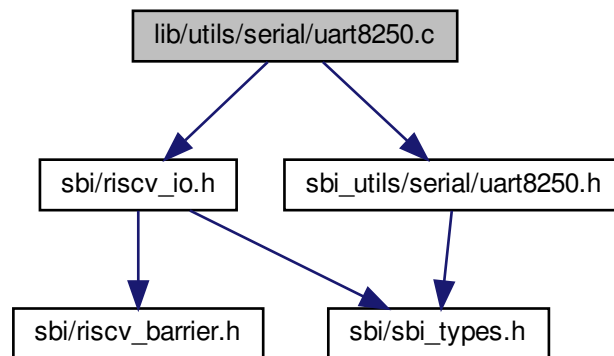 lib/utils/serial/uart8250.c
sbi/riscv_io.h
sbi_utils/serial/uart8250.h
sbi/riscv_barrier.h
sbi/sbi_types.h